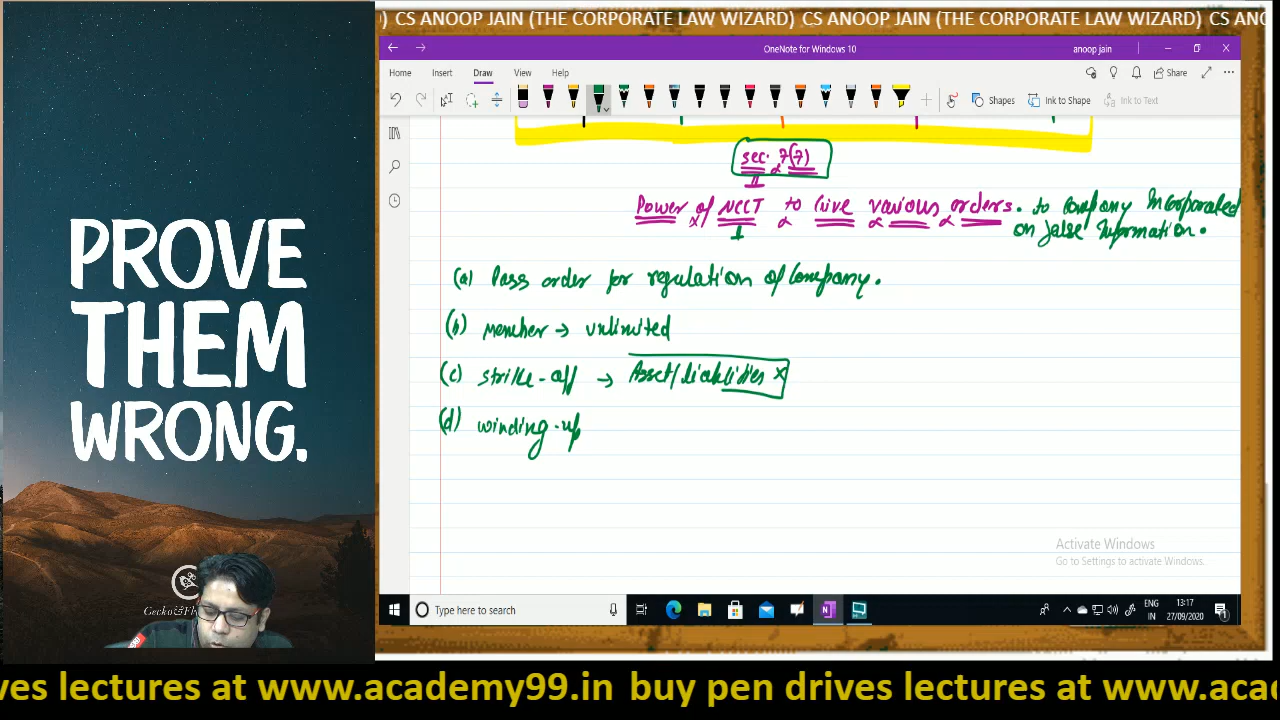 ) CS ANOOP JAIN (THE CORPORATE LAW WIZARD) CS ANOOP JAIN (THE CORPORATE LAW WIZARD) CS ANO
OneNote for Windows 10
anoop jain
Home Insert Draw View Help
Share
Shapes Ink to Shape Ink to Text
sec. 7(7)
Power of NCLT to Give various orders. to Company Incorporated
on false Information.
(a) Pass order for regulation of Company.
(b) member → unlimited
(c) strike-off → Asset/liabilities ×
(d) winding-up
PROVE
THEM
WRONG.
Gecko&Fl
Activate Windows
Go to Settings to activate Windows.
Type here to search
ENG
IN
13:17
27/09/2020
ves lectures at www.academy99.in buy pen drives lectures at www.aca